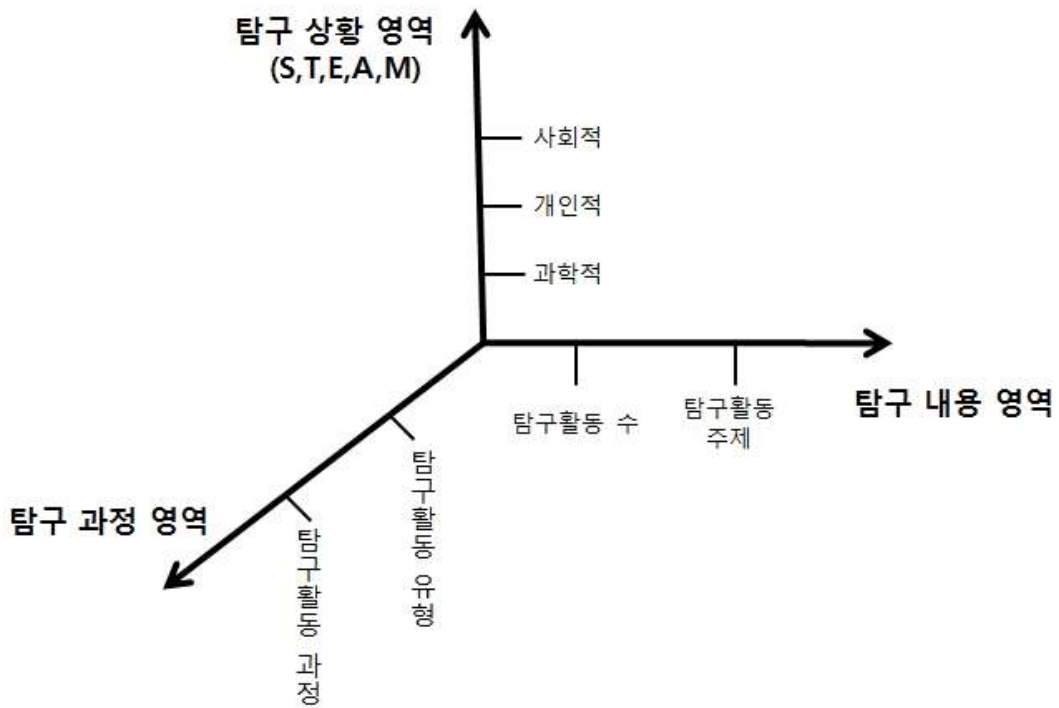 탐구 상황 영역
(S,T,E,A,M)
사회적
개인적
과학적
탐구활동 수
탐구활동
주제
탐구 내용 영역
탐구활동 유형
탐구 과정 영역
탐구활동 과정